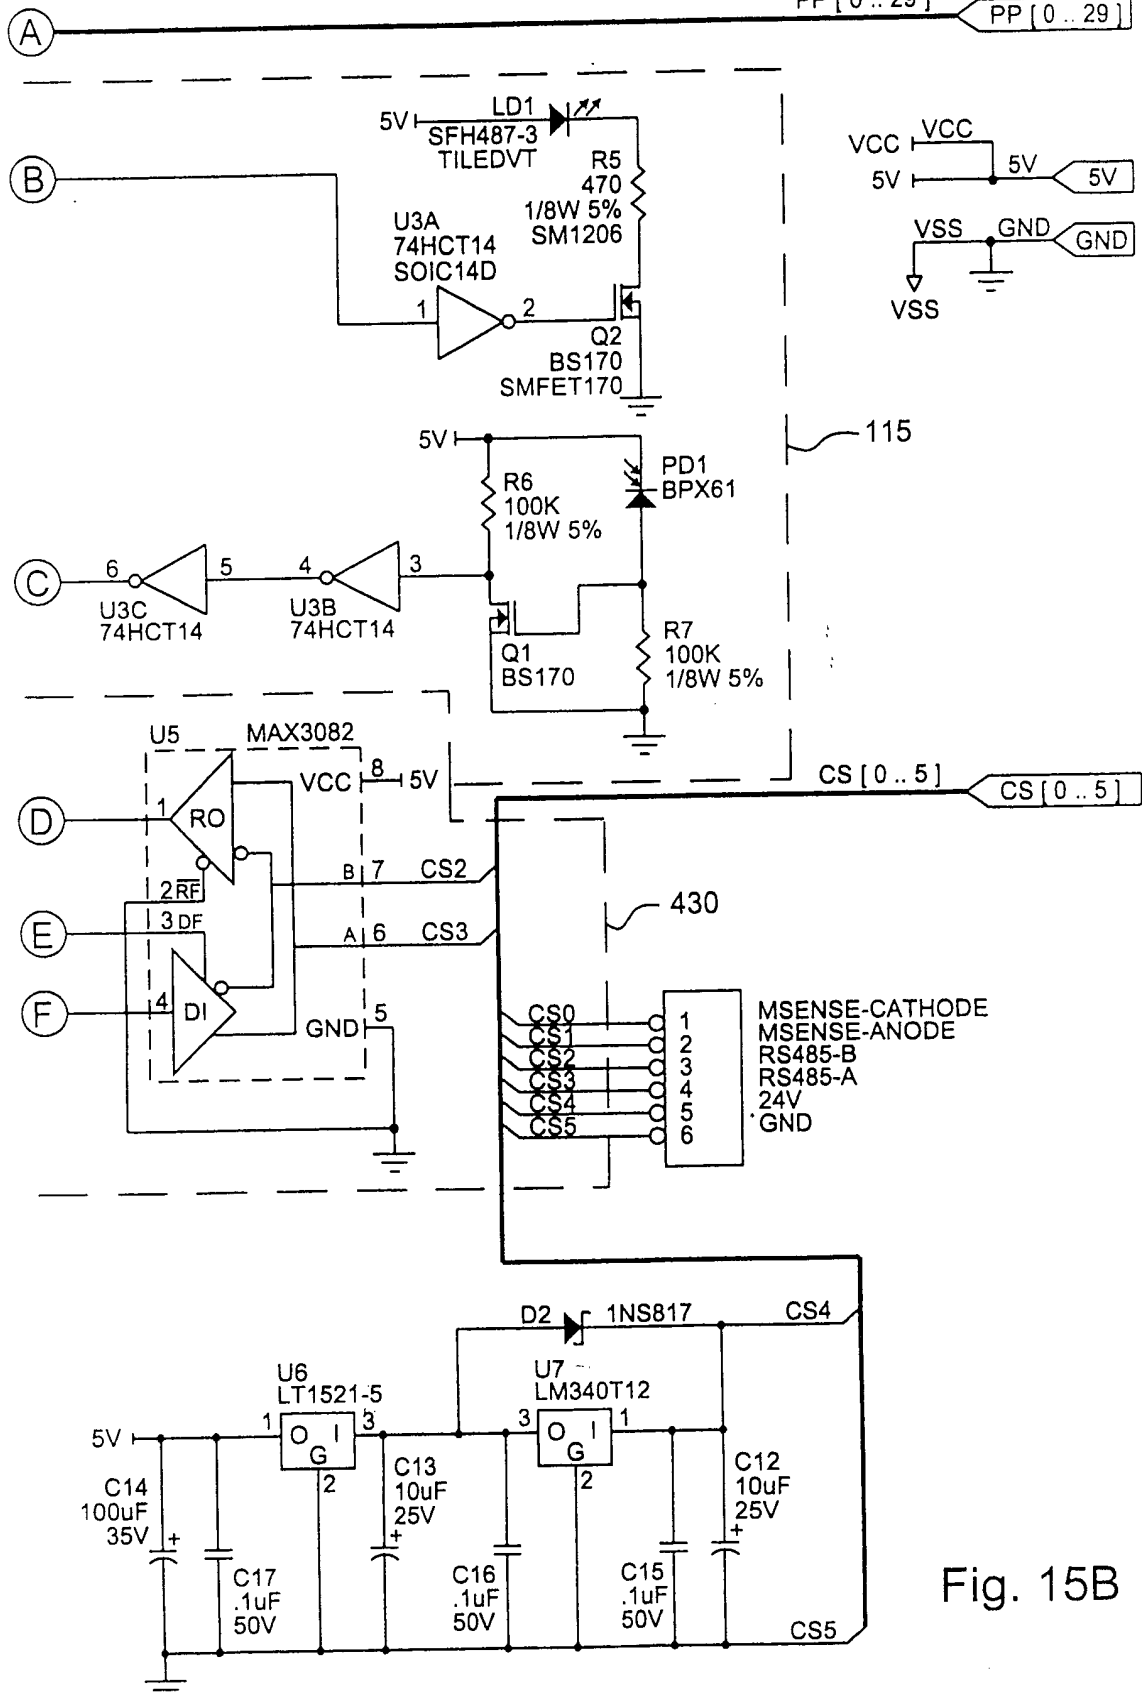 PP [ 0 .. 29 ]
A
PP [ 0 .. 29 ]
LD1
5V
SFH487-3
TILEDVT
R5
470
1/8W 5%
SM1206
VCC
VCC
5V
5V
5V
VSS
GND
GND
VSS
B
U3A
74HCT14
SOIC14D
1
2
Q2
BS170
SMFET170
115
5V
R6
100K
1/8W 5%
PD1
BPX61
C
6
5
4
3
U3C
74HCT14
U3B
74HCT14
Q1
BS170
R7
100K
1/8W 5%
U5
MAX3082
VCC
8
5V
CS [ 0 .. 5 ]
CS [ 0 .. 5 ]
D
1
RO
2 RF
B
7
CS2
E
3 DF
A
6
CS3
430
F
4
DI
GND
5
CS0
1
MSENSE-CATHODE
CS1
2
MSENSE-ANODE
CS2
3
RS485-B
CS3
4
RS485-A
CS4
5
24V
CS5
6
GND
D2
1NS817
CS4
U6
LT1521-5
U7
LM340T12
5V
1
O
I
G
3
2
3
O
I
G
1
2
C14
100uF
35V
+
C13
10uF
25V
+
C12
10uF
25V
+
C17
.1uF
50V
C16
.1uF
50V
C15
.1uF
50V
CS5
Fig. 15B